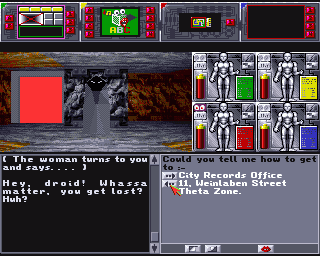 ABC
( The woman turns to you
and says.... )
Hey, droid! Whassa
matter, you get lost?
Huh?
Could you tell me how to get
to :-
City Records Office
11, Weinlaben Street
Theta Zone.